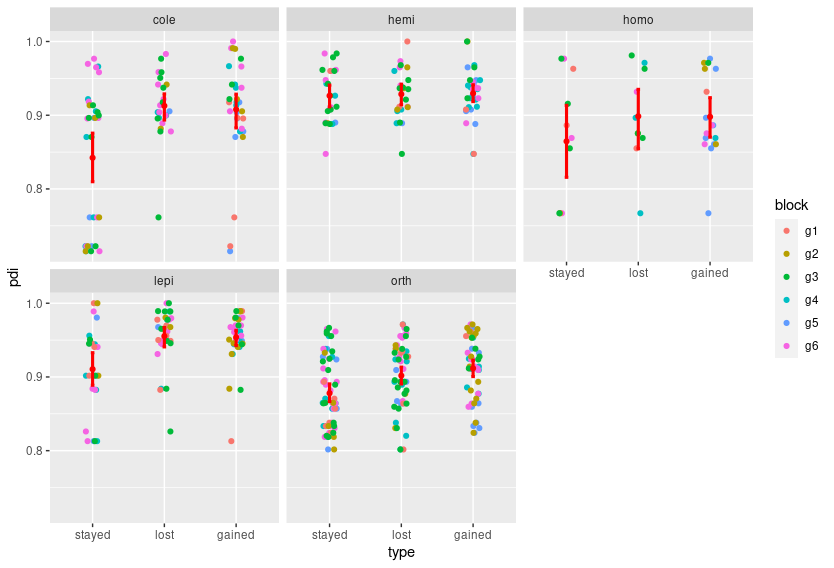 cole hemi homo
1.0
0.9
0.8
stayed lost gained
lepi orth
1.0
0.9
0.8
stayed lost gained stayed lost gained
type
pdi
block
g1
g2
g3
g4
g5
g6